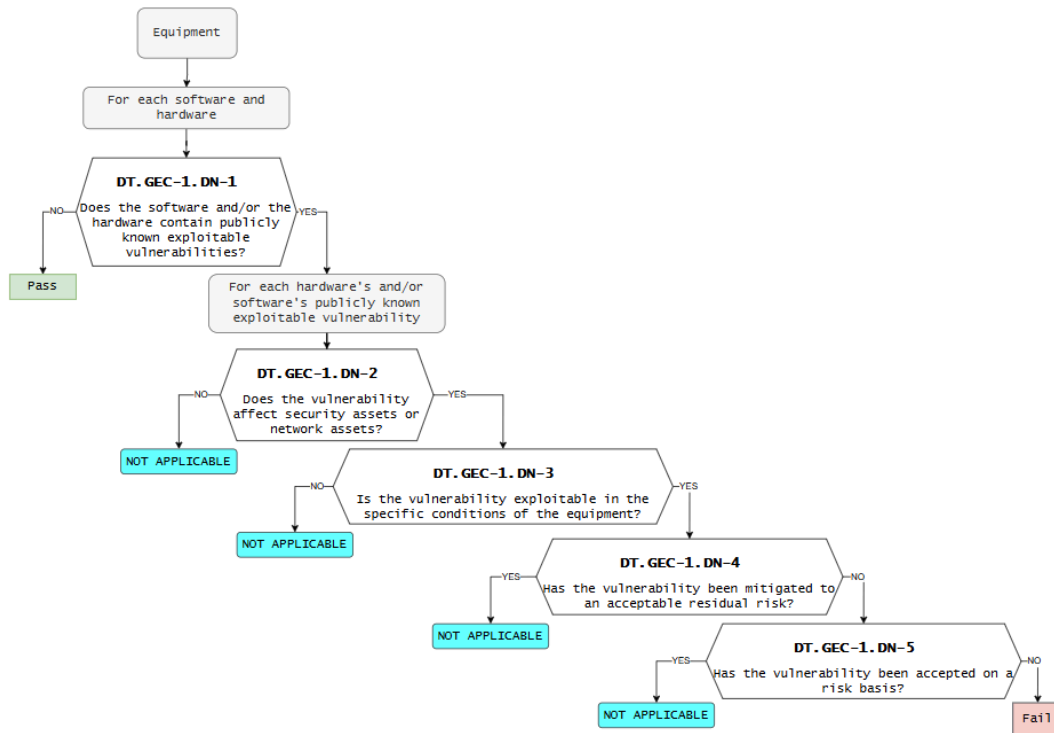 Equipment
For each software and
hardware
DT.GEC-1.DN-1
Does the software and/or the
hardware contain publicly
known exploitable
vulnerabilities?
NO
YES
Pass
For each hardware's and/or
software's publicly known
exploitable vulnerability
DT.GEC-1.DN-2
Does the vulnerability
affect security assets or
network assets?
NO
YES
NOT APPLICABLE
DT.GEC-1.DN-3
Is the vulnerability exploitable in the
specific conditions of the equipment?
NO
YES
NOT APPLICABLE
DT.GEC-1.DN-4
Has the vulnerability been mitigated to
an acceptable residual risk?
YES
NO
NOT APPLICABLE
DT.GEC-1.DN-5
Has the vulnerability been accepted on a
risk basis?
YES
NO
NOT APPLICABLE
Fail